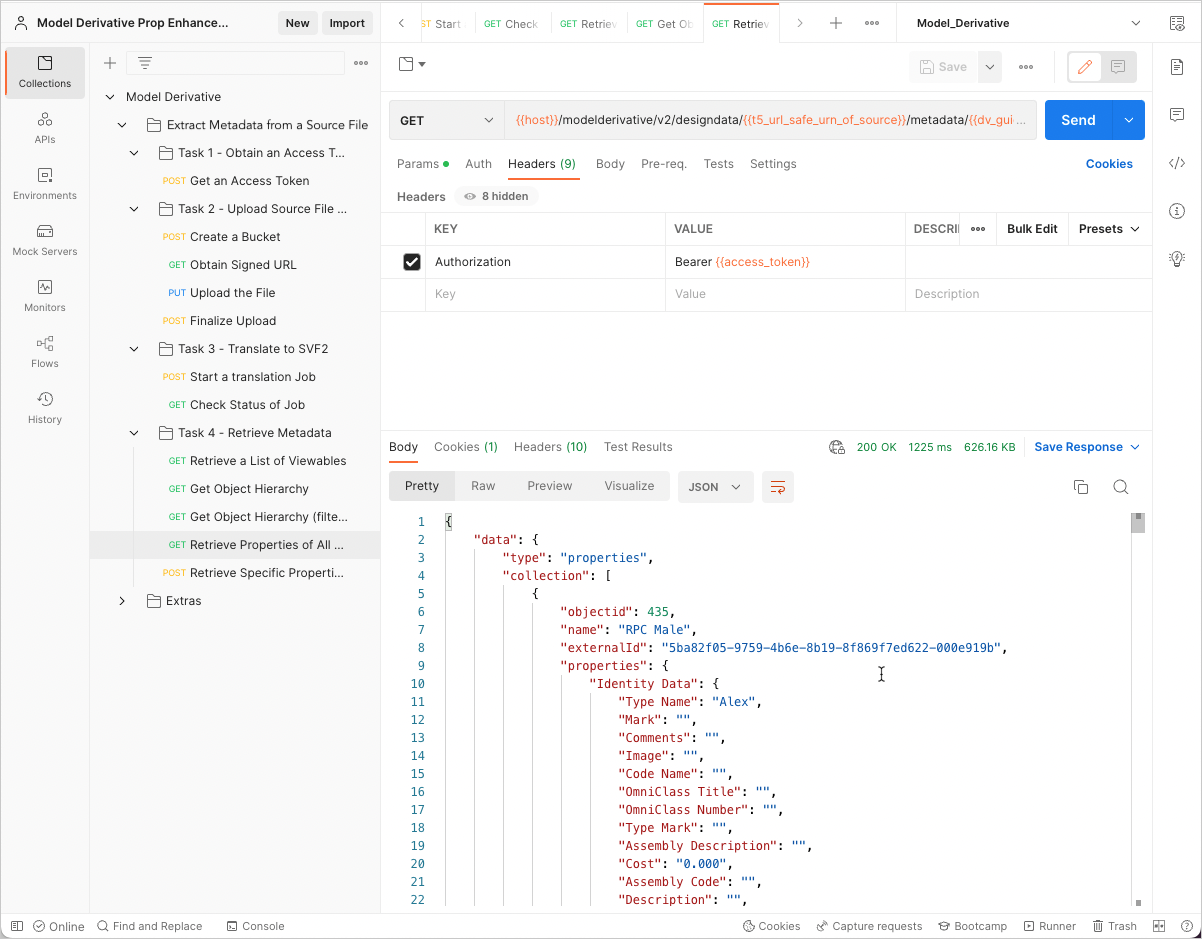 Model Derivative Prop Enhance...
New
Import
ST Start
GET Check
GET Retriev
GET Get Ob
GET Retriev
Model_Derivative
Collections
APIs
Environments
Mock Servers
Monitors
Flows
History
Model Derivative
Extract Metadata from a Source File
Task 1 - Obtain an Access T...
POST Get an Access Token
Task 2 - Upload Source File ...
POST Create a Bucket
GET Obtain Signed URL
PUT Upload the File
POST Finalize Upload
Task 3 - Translate to SVF2
POST Start a translation Job
GET Check Status of Job
Task 4 - Retrieve Metadata
GET Retrieve a List of Viewables
GET Get Object Hierarchy
GET Get Object Hierarchy (filte...
GET Retrieve Properties of All ...
POST Retrieve Specific Properti...
Extras
Save
GET
{{host}}/modelderivative/v2/designdata/{{t5_url_safe_urn_of_source}}/metadata/{{dv_gui...
Send
Params
Auth
Headers (9)
Body
Pre-req.
Tests
Settings
Cookies
Headers
8 hidden
KEY
VALUE
DESCRI
Bulk Edit
Presets
Authorization
Bearer {{access_token}}
Key
Value
Description
Body
Cookies (1)
Headers (10)
Test Results
200 OK
1225 ms
626.16 KB
Save Response
Pretty
Raw
Preview
Visualize
JSON
1 {
2 "data": {
3 "type": "properties",
4 "collection": [
5 {
6 "objectid": 435,
7 "name": "RPC Male",
8 "externalId": "5ba82f05-9759-4b6e-8b19-8f869f7ed622-000e919b",
9 "properties": {
10 "Identity Data": {
11 "Type Name": "Alex",
12 "Mark": "",
13 "Comments": "",
14 "Image": "",
15 "Code Name": "",
16 "OmniClass Title": "",
17 "OmniClass Number": "",
18 "Type Mark": "",
19 "Assembly Description": "",
20 "Cost": "0.000",
21 "Assembly Code": "",
22 "Description": "",
Online
Find and Replace
Console
Cookies
Capture requests
Bootcamp
Runner
Trash